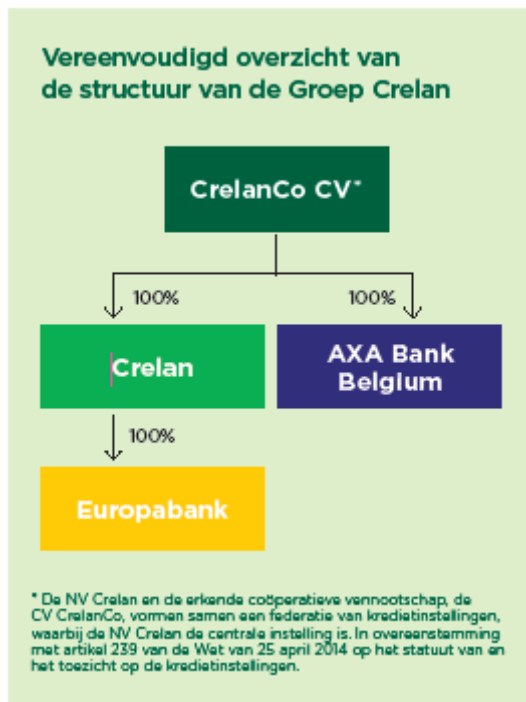 Vereenvoudigd overzicht van
de structuur van de Groep Crelan
CrelanCo CV*
100%
100%
Crelan
AXA Bank
Belgium
100%
Europabank
* De NV Crelan en de erkende coöperatieve vennootschap, de
CV CrelanCo, vormen samen een federatie van kredietinstellingen,
waarbij de NV Crelan de centrale instelling is. In overeenstemming
met artikel 239 van de Wet van 25 april 2014 op het statuut van en
het toezicht op de kredietinstellingen.